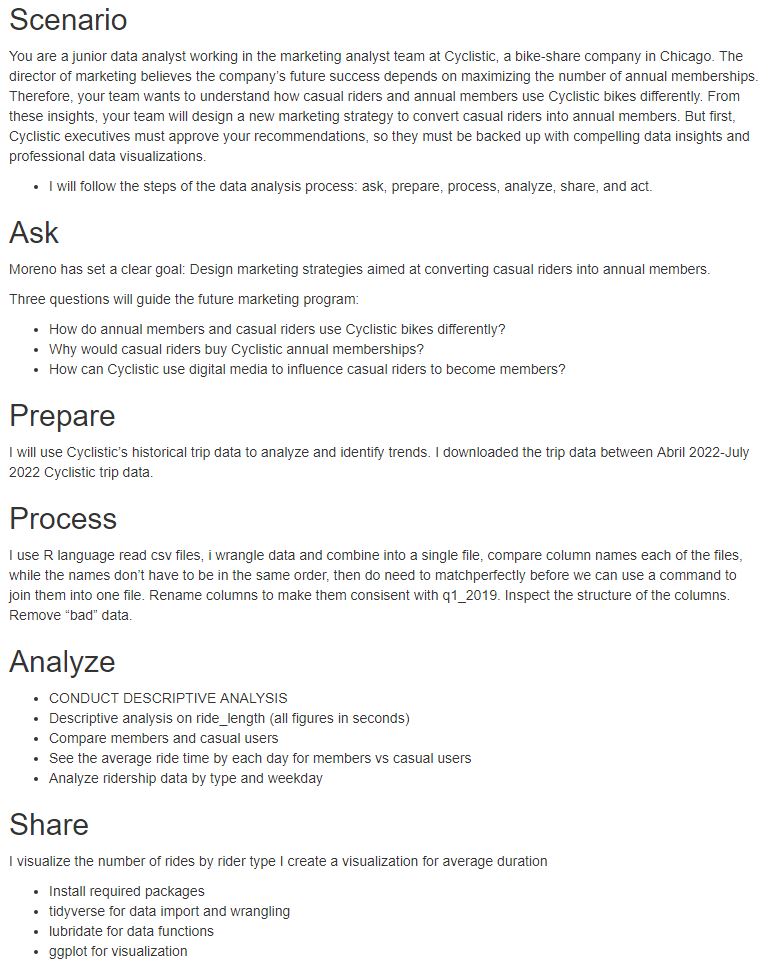 Scenario
You are a junior data analyst working in the marketing analyst team at Cyclistic, a bike-share company in Chicago. The
director of marketing believes the company’s future success depends on maximizing the number of annual memberships.
Therefore, your team wants to understand how casual riders and annual members use Cyclistic bikes differently. From
these insights, your team will design a new marketing strategy to convert casual riders into annual members. But first,
Cyclistic executives must approve your recommendations, so they must be backed up with compelling data insights and
professional data visualizations.
• I will follow the steps of the data analysis process: ask, prepare, process, analyze, share, and act.
Ask
Moreno has set a clear goal: Design marketing strategies aimed at converting casual riders into annual members.
Three questions will guide the future marketing program:
• How do annual members and casual riders use Cyclistic bikes differently?
• Why would casual riders buy Cyclistic annual memberships?
• How can Cyclistic use digital media to influence casual riders to become members?
Prepare
I will use Cyclistic’s historical trip data to analyze and identify trends. I downloaded the trip data between Abril 2022-July
2022 Cyclistic trip data.
Process
I use R language read csv files, i wrangle data and combine into a single file, compare column names each of the files,
while the names don’t have to be in the same order, then do need to matchperfectly before we can use a command to
join them into one file. Rename columns to make them consisent with q1_2019. Inspect the structure of the columns.
Remove “bad” data.
Analyze
• CONDUCT DESCRIPTIVE ANALYSIS
• Descriptive analysis on ride_length (all figures in seconds)
• Compare members and casual users
• See the average ride time by each day for members vs casual users
• Analyze ridership data by type and weekday
Share
I visualize the number of rides by rider type I create a visualization for average duration
• Install required packages
• tidyverse for data import and wrangling
• lubridate for data functions
• ggplot for visualization